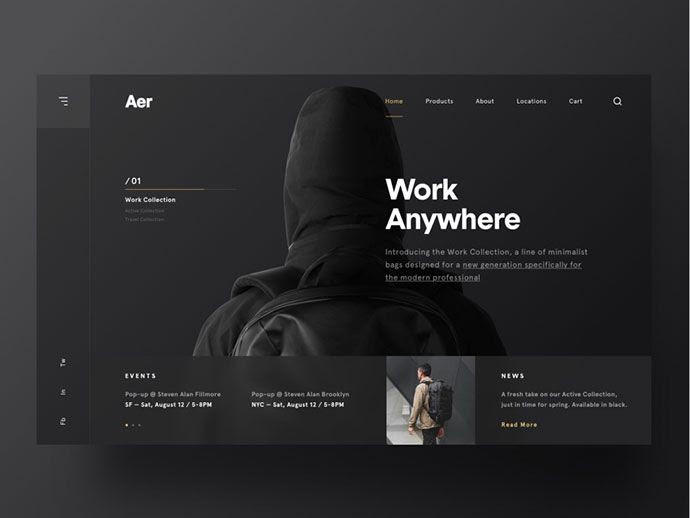 Aer
Home
Products
About
Locations
Cart
/ 01
Work Collection
Active Collection
Travel Collection
Work
Anywhere
Introducing the Work Collection, a line of minimalist
bags designed for a new generation specifically for
the modern professional
Tw
In
Fb
EVENTS
Pop-up @ Steven Alan Fillmore
SF — Sat, August 12 / 5-8PM
Pop-up @ Steven Alan Brooklyn
NYC — Sat, August 12 / 5-8PM
NEWS
A fresh take on our Active Collection,
just in time for spring. Available in black.
Read More